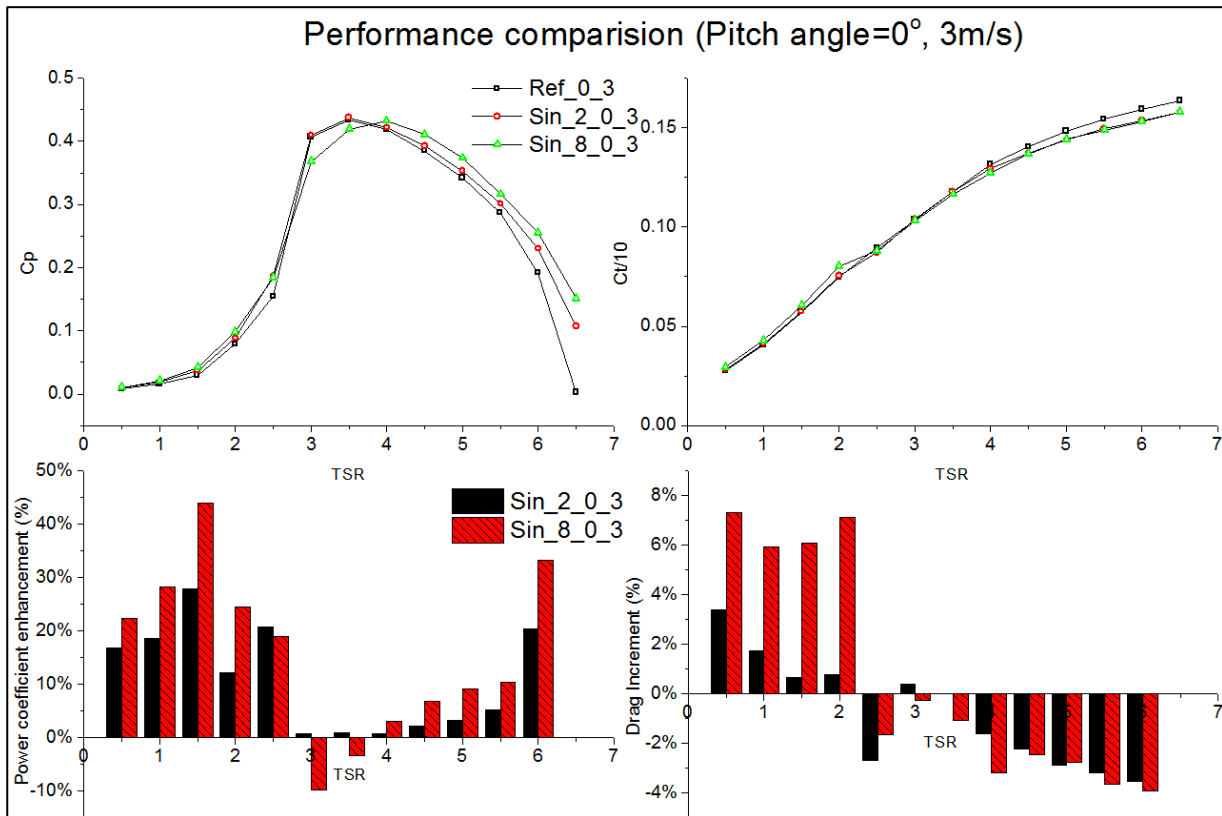 Performance comparision (Pitch angle=0°, 3m/s)
Cp
0.5
0.4
0.3
0.2
0.1
0.0
Ref_0_3
Sin_2_0_3
Sin_8_0_3
0 1 2 3 4 5 6 7
TSR
Ct/10
0.15
0.10
0.05
0.00
0 1 2 3 4 5 6 7
Power coefficient enhancement (%)
50%
40%
30%
20%
10%
0%
-10%
Sin_2_0_3
Sin_8_0_3
0 1 2 3 4 5 6 7
TSR
Drag Increment (%)
8%
6%
4%
2%
0%
-2%
-4%
TSR
0 1 2 3 4 5 6 7
TSR